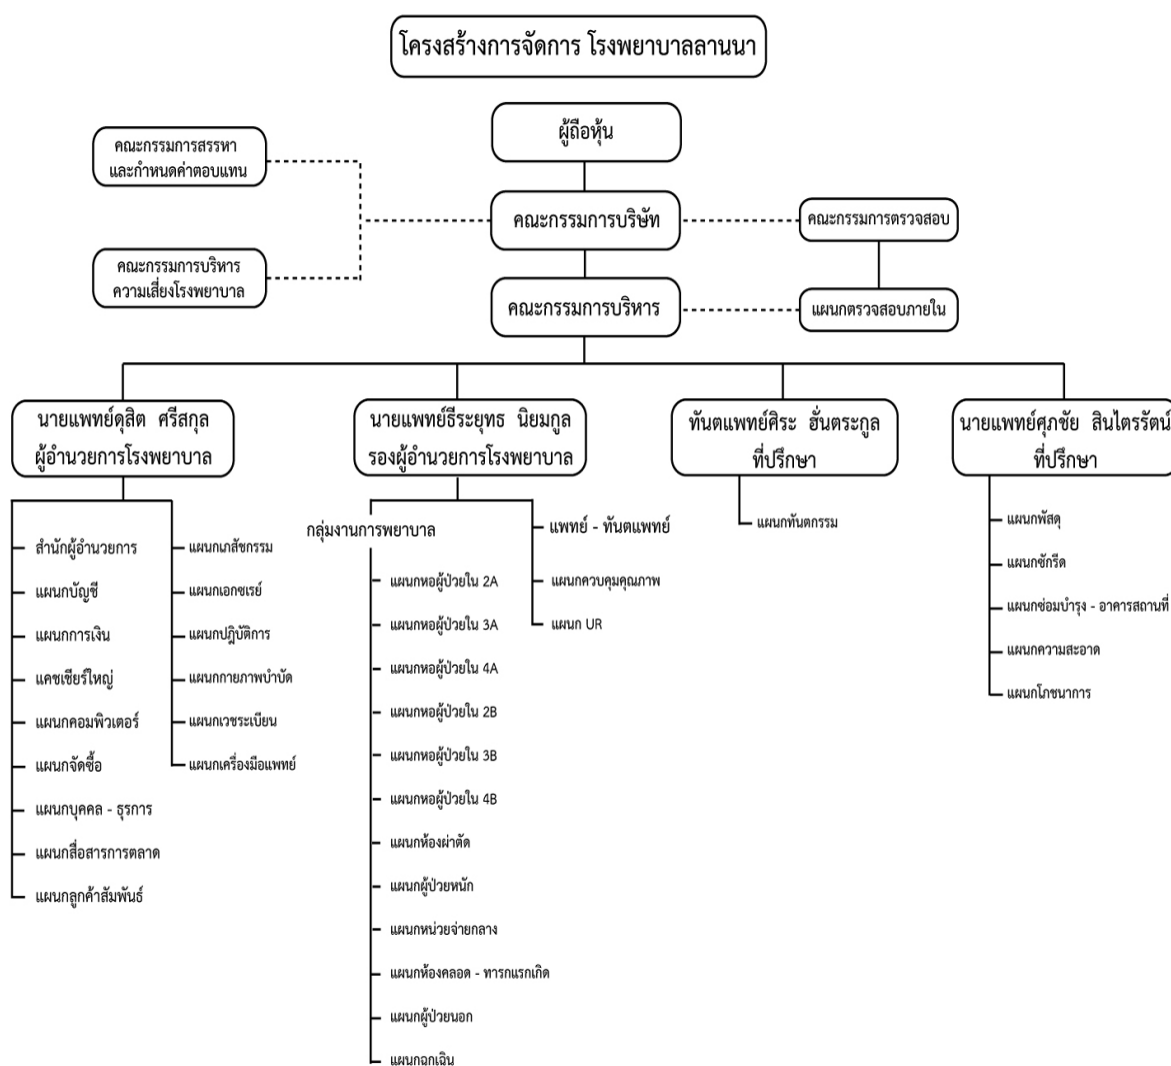 โครงสร้างการจัดการ โรงพยาบาลลานนา
ผู้ถือหุ้น
คณะกรรมการสรรหา
และกำหนดค่าตอบแทน
คณะกรรมการบริษัท
คณะกรรมการตรวจสอบ
คณะกรรมการบริหาร
ความเสี่ยงโรงพยาบาล
คณะกรรมการบริหาร
แผนกตรวจสอบภายใน
นายแพทย์ดุสิต ศรีสกุล
ผู้อำนวยการโรงพยาบาล
สำนักผู้อำนวยการ
แผนกบัญชี
แผนกการเงิน
แคชเชียร์ใหญ่
แผนกคอมพิวเตอร์
แผนกจัดซื้อ
แผนกบุคคล - ธุรการ
แผนกสื่อสารการตลาด
แผนกลูกค้าสัมพันธ์
แผนกเภสัชกรรม
แผนกเอกซเรย์
แผนกปฎิบัติการ
แผนกกายภาพบำบัด
แผนกเวชระเบียน
แผนกเครื่องมือแพทย์
นายแพทย์ธีระยุทธ นิยมกูล
รองผู้อำนวยการโรงพยาบาล
กลุ่มงานการพยาบาล
แผนกหอผู้ป่วยใน 2A
แผนกหอผู้ป่วยใน 3A
แผนกหอผู้ป่วยใน 4A
แผนกหอผู้ป่วยใน 2B
แผนกหอผู้ป่วยใน 3B
แผนกหอผู้ป่วยใน 4B
แผนกห้องผ่าตัด
แผนกผู้ป่วยหนัก
แผนกหน่วยจ่ายกลาง
แผนกห้องคลอด - ทารกแรกเกิด
แผนกผู้ป่วยนอก
แผนกฉุกเฉิน
แพทย์ - ทันตแพทย์
แผนกควบคุมคุณภาพ
แผนก UR
ทันตแพทย์ศิระ ฮั่นตระกูล
ที่ปรึกษา
แผนกทันตกรรม
นายแพทย์ศุภชัย สินไตรรัตน์
ที่ปรึกษา
แผนกพัสดุ
แผนกซักรีด
แผนกซ่อมบำรุง - อาคารสถานที่
แผนกความสะอาด
แผนกโภชนาการ